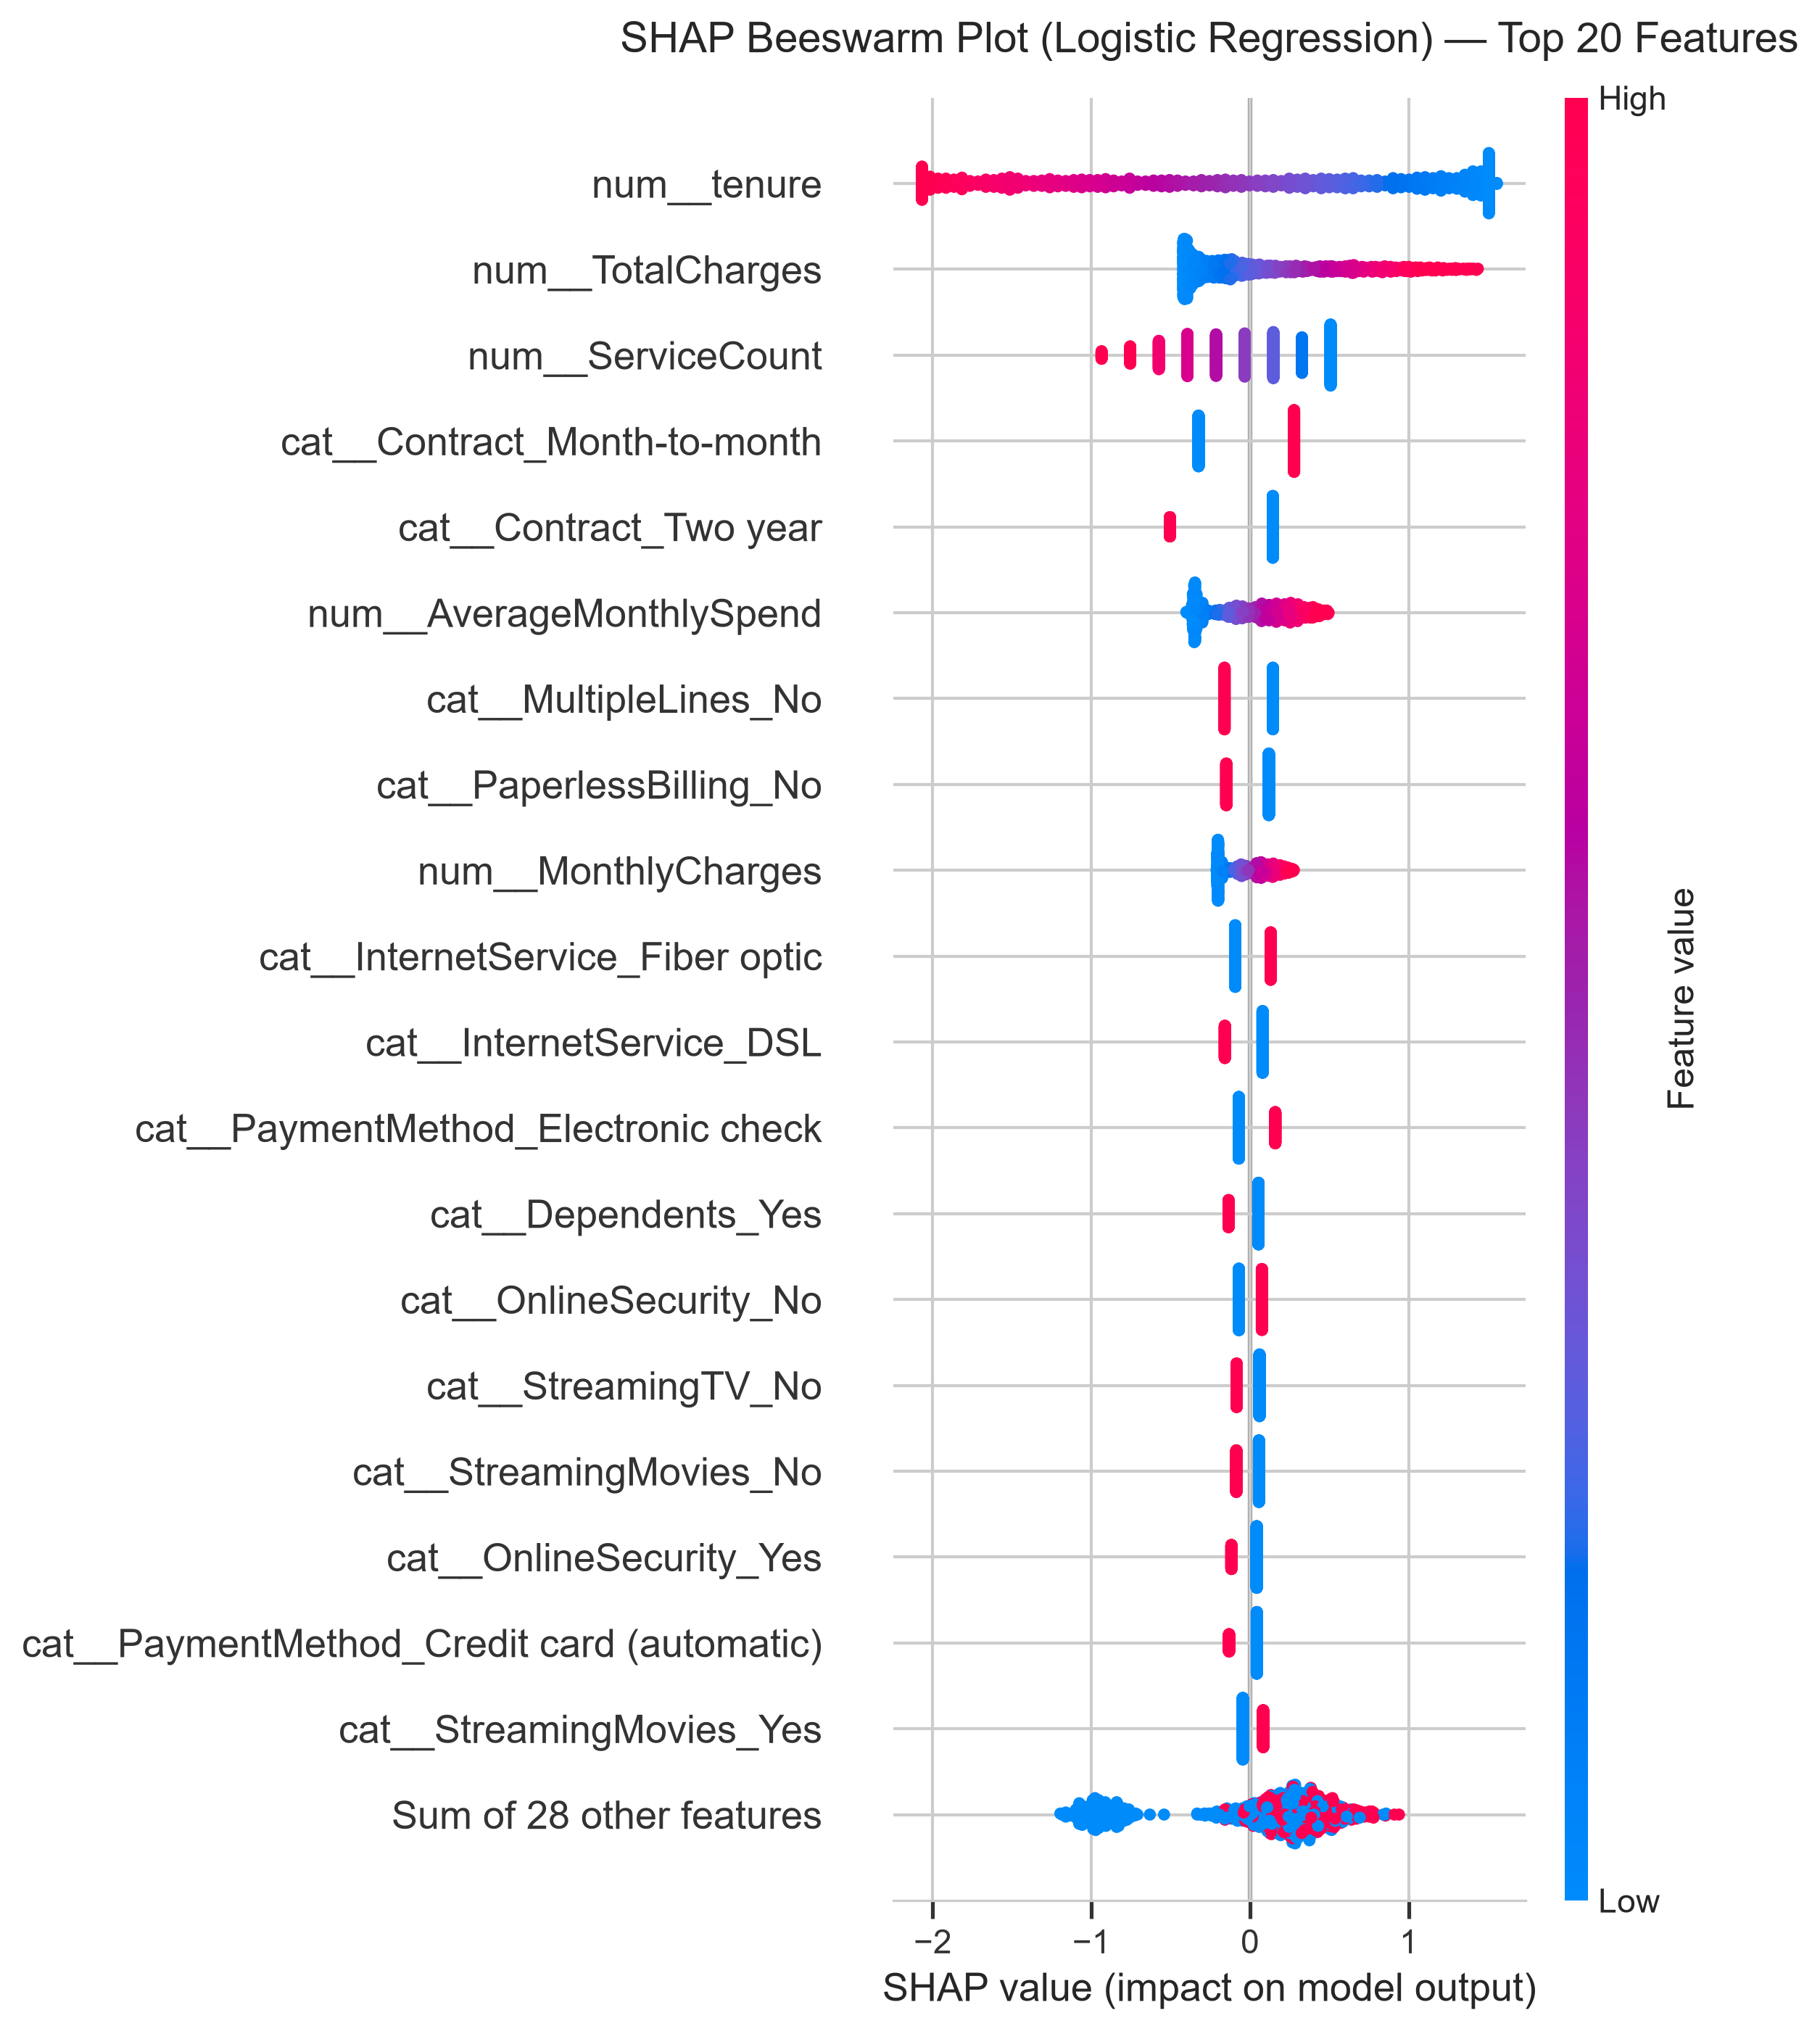 SHAP Beeswarm Plot (Logistic Regression) — Top 20 Features
High
num__tenure
num__TotalCharges
num__ServiceCount
cat__Contract_Month-to-month
cat__Contract_Two year
num__AverageMonthlySpend
cat__MultipleLines_No
cat__PaperlessBilling_No
num__MonthlyCharges
cat__InternetService_Fiber optic
cat__InternetService_DSL
cat__PaymentMethod_Electronic check
cat__Dependents_Yes
cat__OnlineSecurity_No
cat__StreamingTV_No
cat__StreamingMovies_No
cat__OnlineSecurity_Yes
cat__PaymentMethod_Credit card (automatic)
cat__StreamingMovies_Yes
Sum of 28 other features
Feature value
Low
−2 −1 0 1
SHAP value (impact on model output)